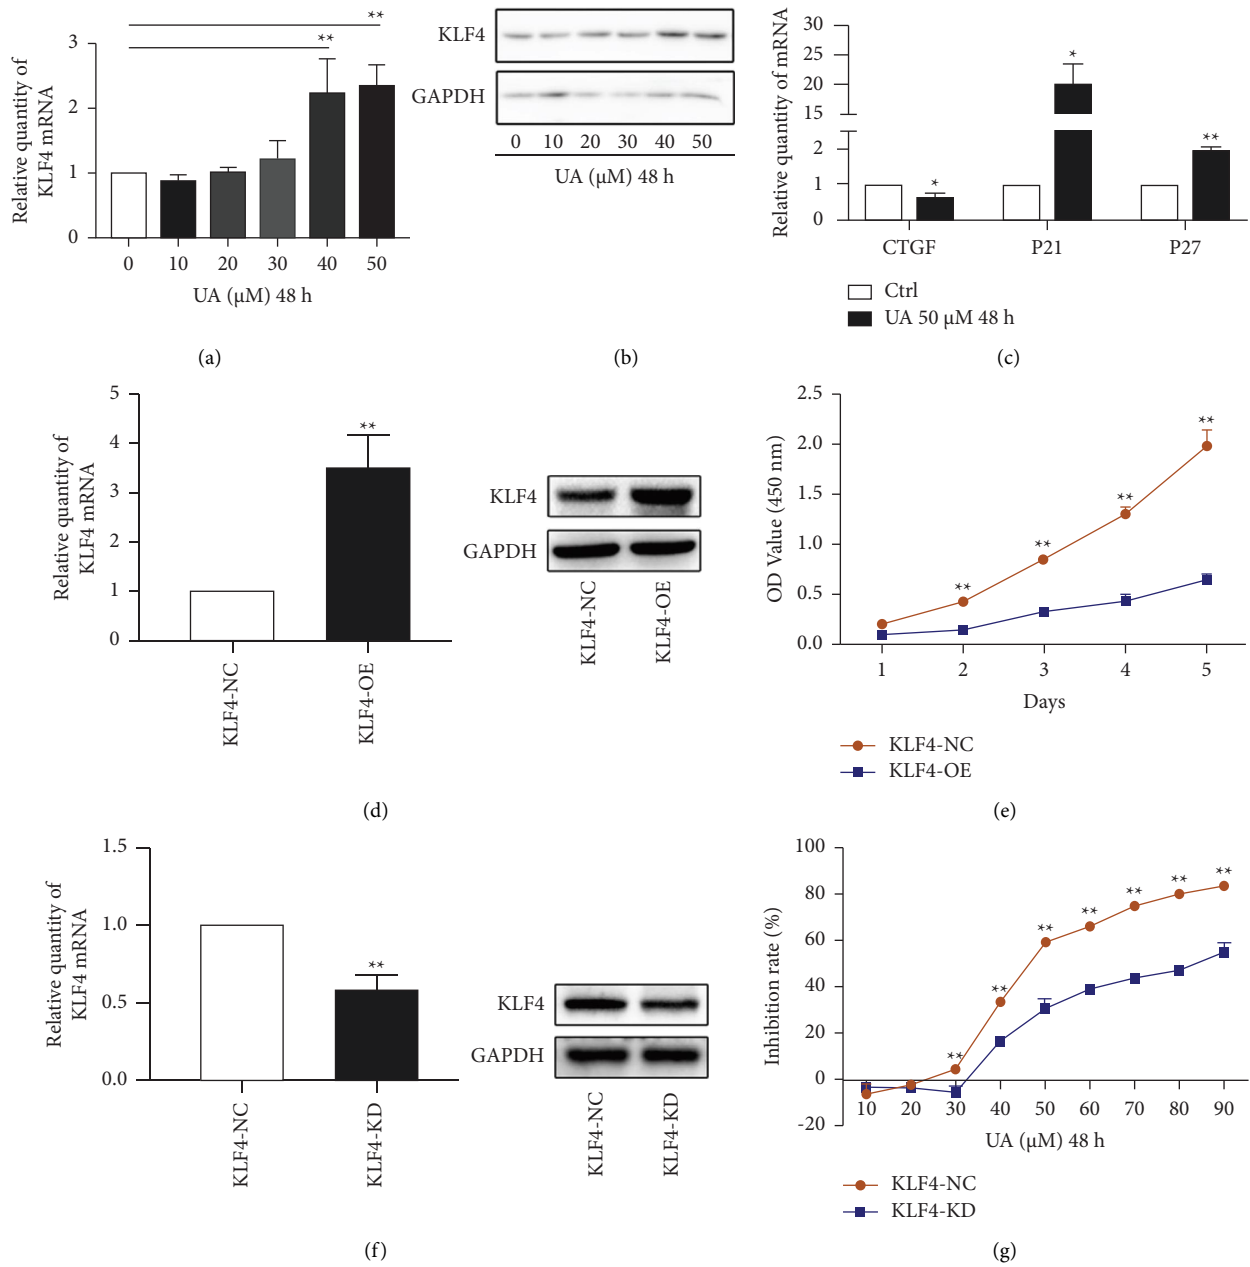 Relative quantity of
KLF4 mRNA
3
2
1
0
**
**
0 10 20 30 40 50
UA (μM) 48 h
(a)
KLF4
GAPDH
0 10 20 30 40 50
UA (μM) 48 h
(b)
Relative quantity of mRNA
30
25
20
15
2
1
0
*
*
**
CTGF P21 P27
Ctrl
UA 50 μM 48 h
(c)
Relative quantity of
KLF4 mRNA
5
4
3
2
1
0
**
KLF4-NC
KLF4-OE
KLF4
GAPDH
KLF4-NC
KLF4-OE
(d)
OD Value (450 nm)
2.5
2.0
1.5
1.0
0.5
0.0
**
**
**
**
1 2 3 4 5
Days
KLF4-NC
KLF4-OE
(e)
Relative quantity of
KLF4 mRNA
1.5
1.0
0.5
0.0
**
KLF4-NC
KLF4-KD
KLF4
GAPDH
KLF4-NC
KLF4-KD
(f)
Inhibition rate (%)
100
80
60
40
20
0
-20
**
**
**
**
**
**
**
10 20 30 40 50 60 70 80 90
UA (μM) 48 h
KLF4-NC
KLF4-KD
(g)